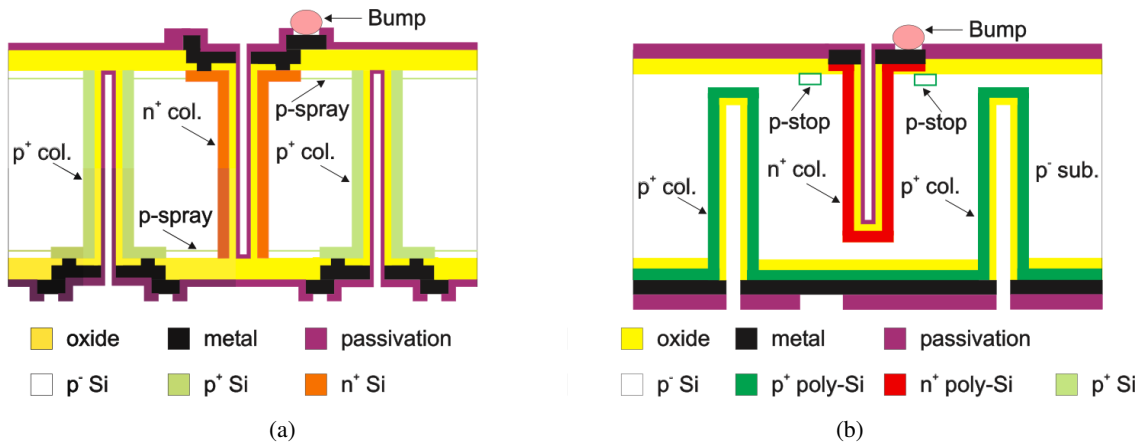 Bump
p-spray
n⁺ col.
p⁺ col.
p⁺ col.
p-spray
oxide
metal
passivation
p⁻ Si
p⁺ Si
n⁺ Si
(a)
Bump
p-stop
p-stop
p⁺ col.
n⁺ col.
p⁺ col.
p⁻ sub.
oxide
metal
passivation
p⁻ Si
p⁺ poly-Si
n⁺ poly-Si
p⁺ Si
(b)